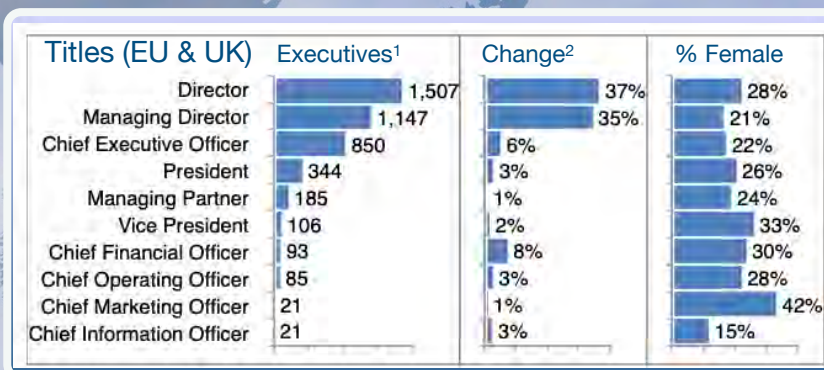 Titles (EU & UK) Executives¹ Change² % Female
Director 1,507 37% 28%
Managing Director 1,147 35% 21%
Chief Executive Officer 850 6% 22%
President 344 3% 26%
Managing Partner 185 1% 24%
Vice President 106 2% 33%
Chief Financial Officer 93 8% 30%
Chief Operating Officer 85 3% 28%
Chief Marketing Officer 21 1% 42%
Chief Information Officer 21 3% 15%